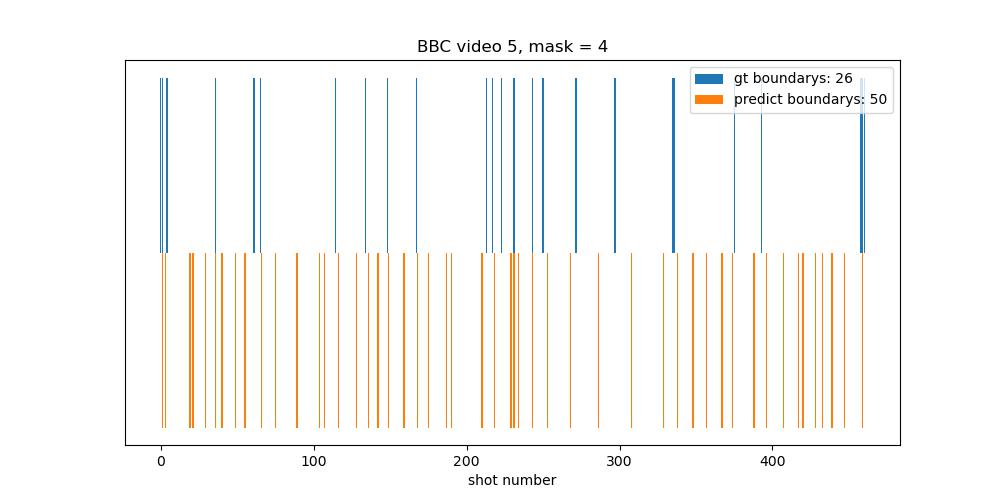 BBC video 5, mask = 4
gt boundarys: 26
predict boundarys: 50
0 100 200 300 400
shot number